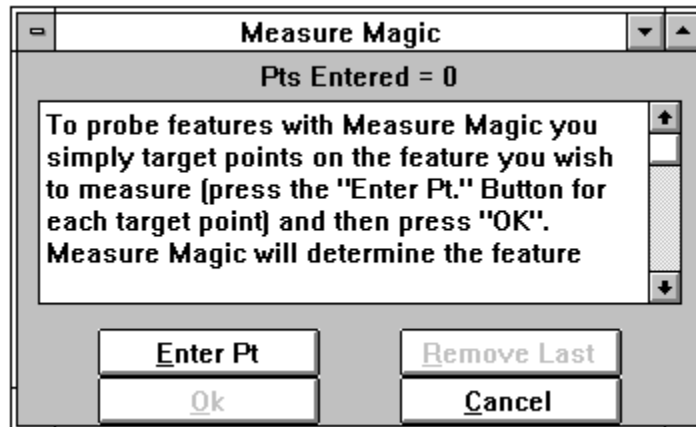 Measure Magic
Pts Entered = 0
To probe features with Measure Magic you
simply target points on the feature you wish
to measure (press the "Enter Pt." Button for
each target point) and then press "OK".
Measure Magic will determine the feature
Enter Pt
Remove Last
Ok
Cancel